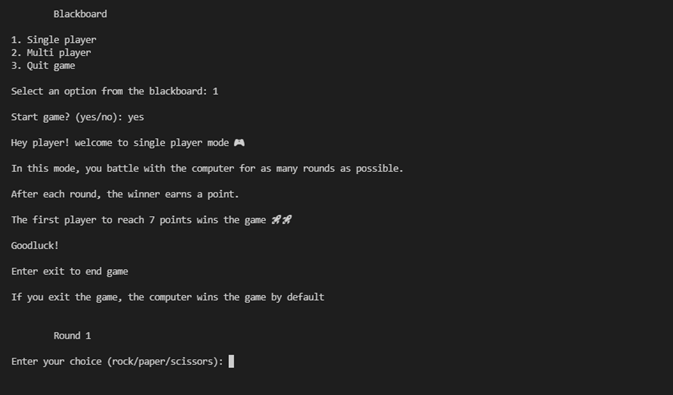 Blackboard
1. Single player
2. Multi player
3. Quit game
Select an option from the blackboard: 1
Start game? (yes/no): yes
Hey player! welcome to single player mode 🎮
In this mode, you battle with the computer for as many rounds as possible.
After each round, the winner earns a point.
The first player to reach 7 points wins the game 🚀🚀
Goodluck!
Enter exit to end game
If you exit the game, the computer wins the game by default
Round 1
Enter your choice (rock/paper/scissors):